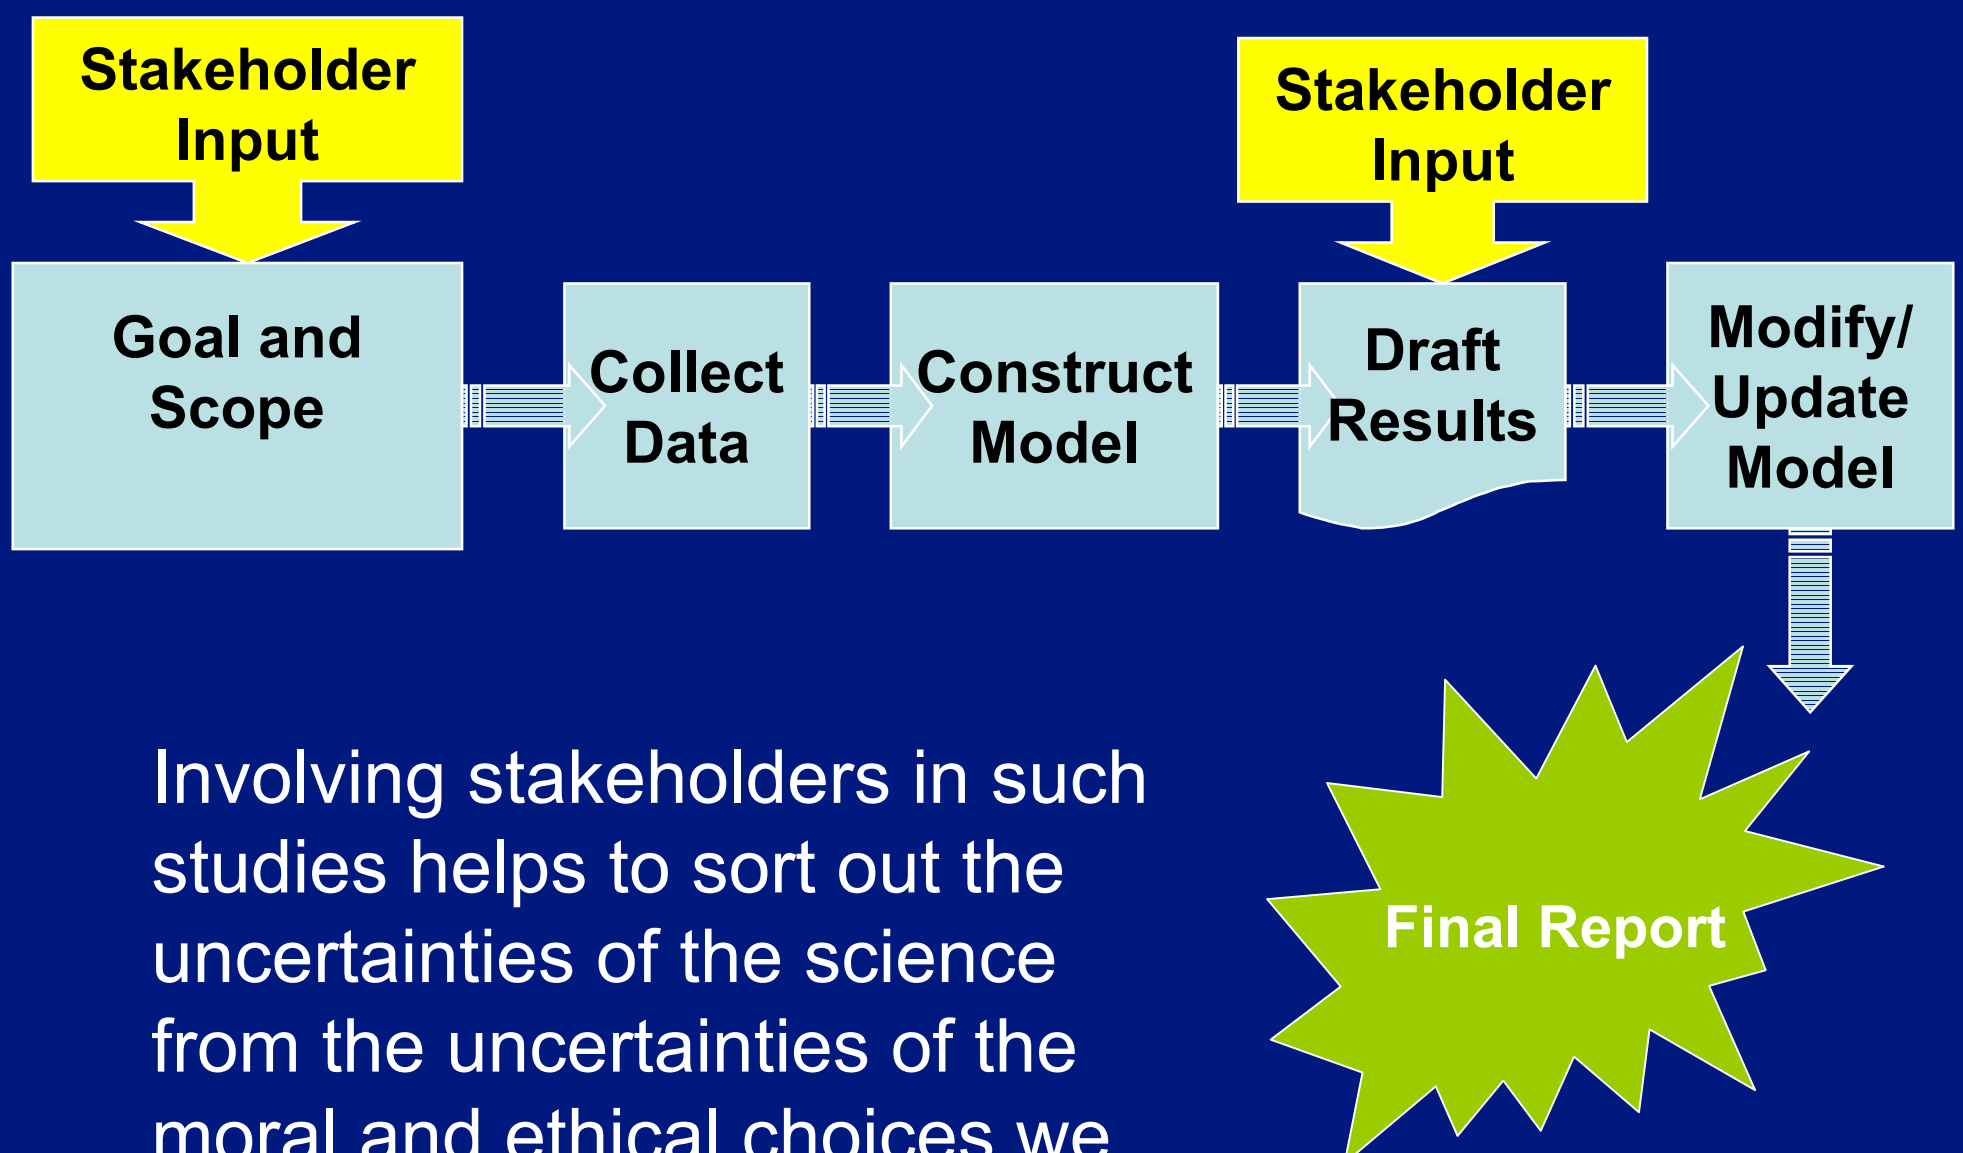 Stakeholder
Input
Stakeholder
Input
Goal and
Scope
Collect
Data
Construct
Model
Draft
Results
Modify/
Update
Model
Involving stakeholders in such
studies helps to sort out the
uncertainties of the science
from the uncertainties of the
moral and ethical choices we
Final Report